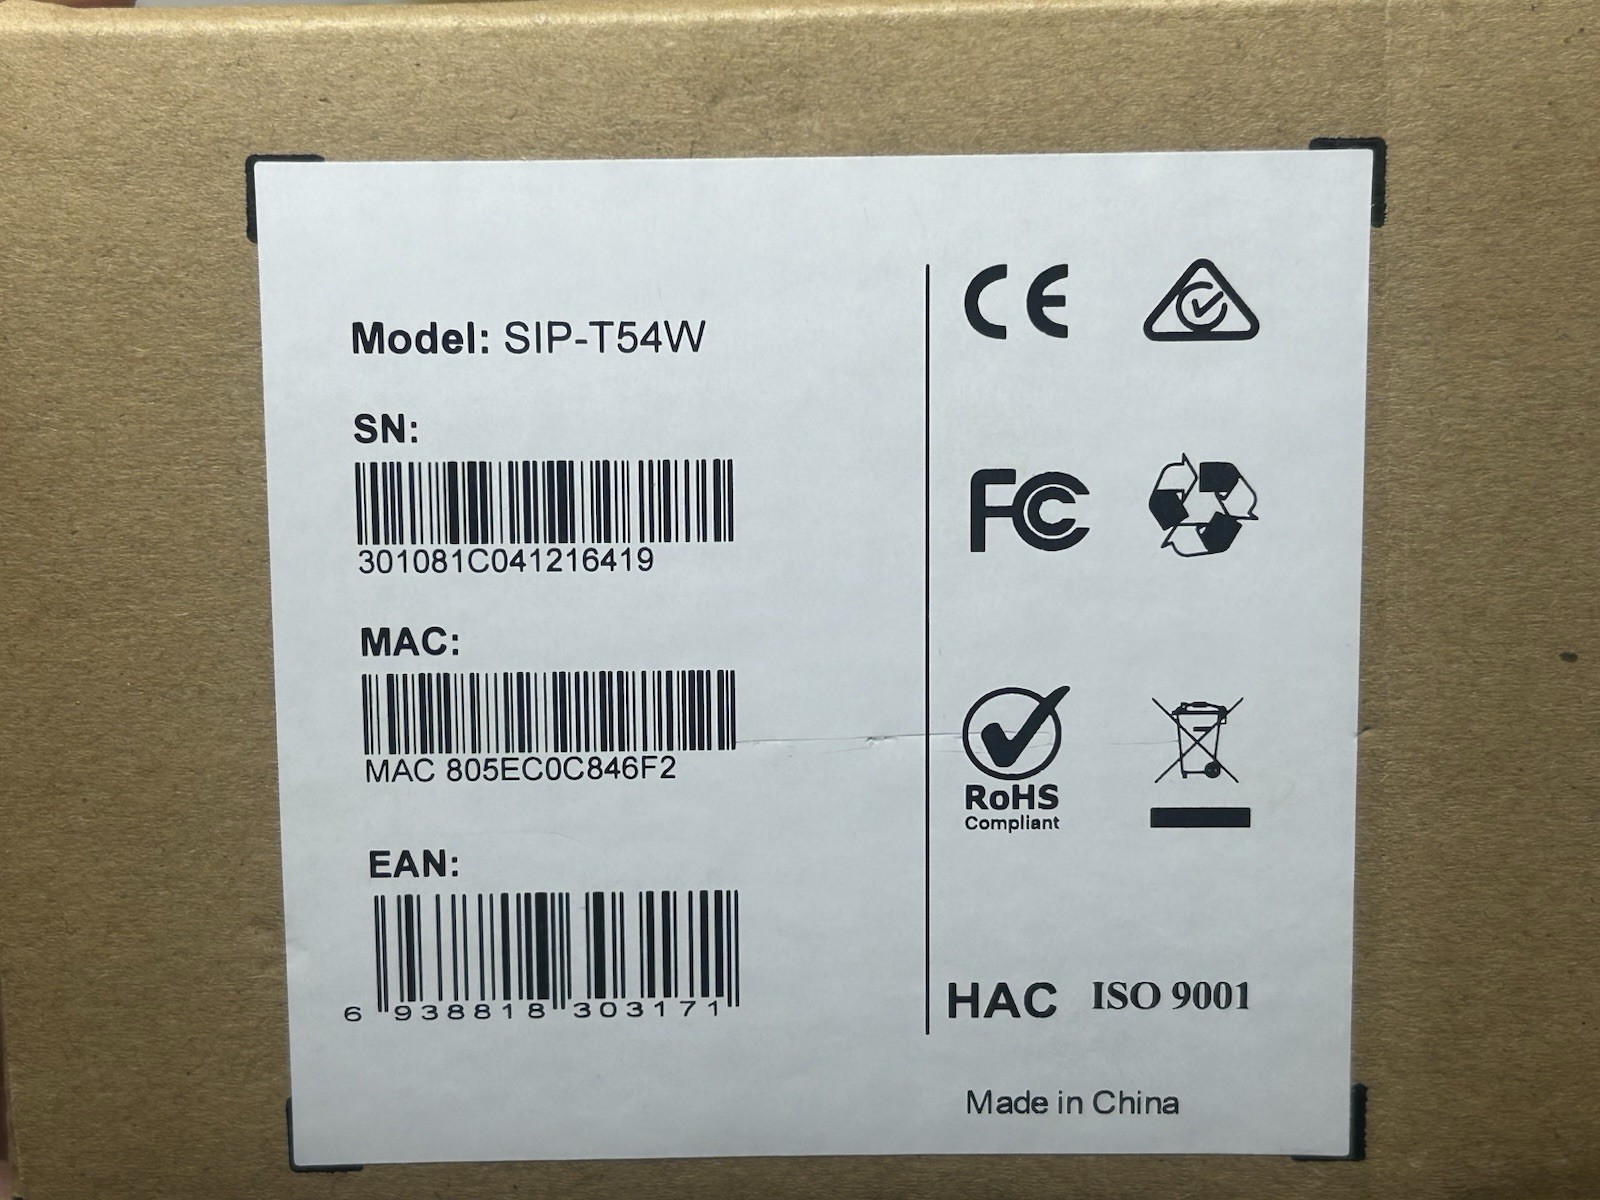 Model: SIP-T54W
SN:
301081C041216419
MAC:
MAC 805EC0C846F2
EAN:
6 938818 303171
CE
FC
RoHS
Compliant
HAC ISO 9001
Made in China